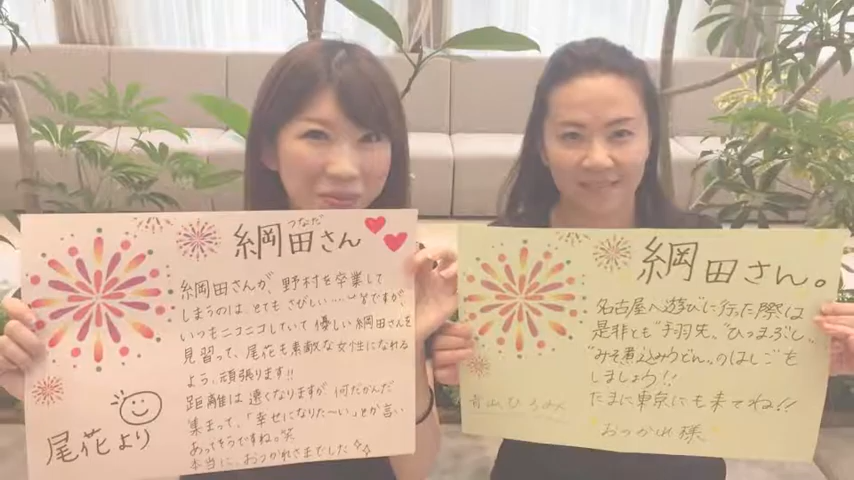 つなだ
綱田さん
綱田さんが、野村を卒業して
しまうのは、とてもさびしい……ですが、
いつもニコニコしていて優しい綱田さんを
見習って、尾花も素敵な女性になれる
よう、頑張ります!!
距離は遠くなりますが、何だかんだ
集まって、「幸せになりた〜い」とか言い
あってそうですね。笑
本当に、おつかれさまでした
尾花より
綱田さん。
名古屋へ遊びに行った際は
是非とも"手羽先、"ひつまぶし"、
"みそ煮込みうどん"、のはしごを
しましょう!!
たまに東京にも来てね!!
おつかれ様
青山ひろみ